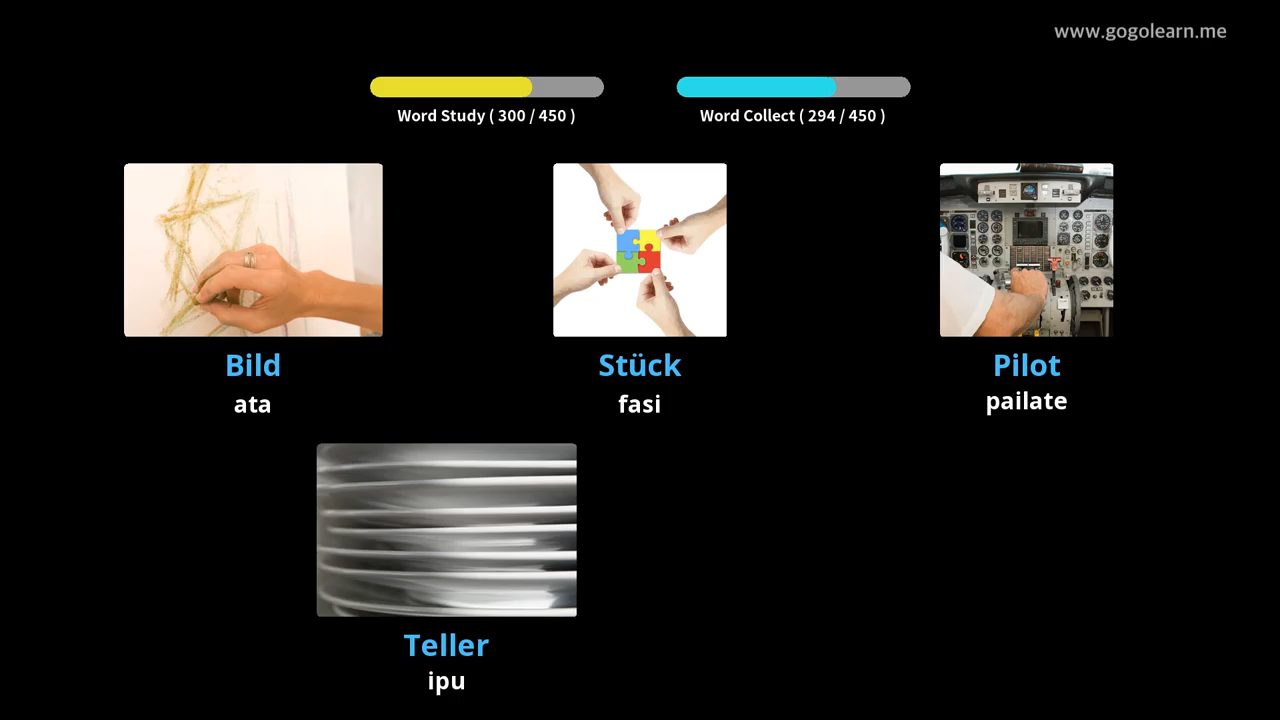 www.gogolearn.me
Word Study ( 300 / 450 )
Word Collect ( 294 / 450 )
Bild
ata
Stück
fasi
Pilot
pailate
Teller
ipu